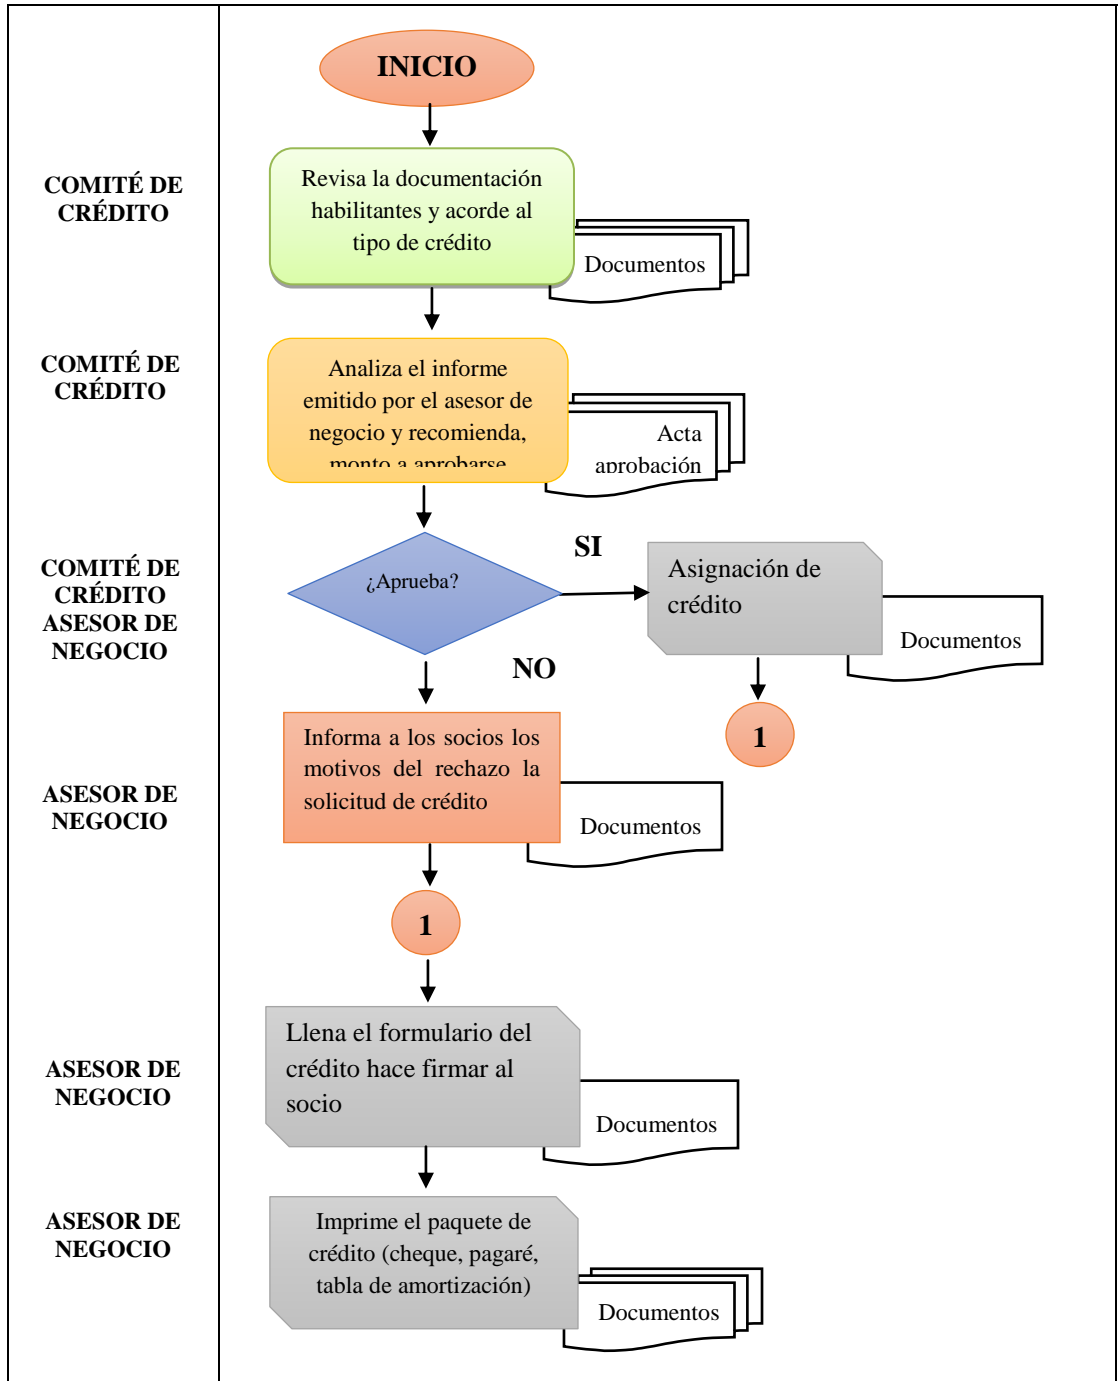 INICIO
COMITÉ DE
CRÉDITO
Revisa la documentación
habilitantes y acorde al
tipo de crédito
Documentos
COMITÉ DE
CRÉDITO
Analiza el informe
emitido por el asesor de
negocio y recomienda,
monto a aprobarse
Acta
aprobación
COMITÉ DE
CRÉDITO
ASESOR DE
NEGOCIO
¿Aprueba?
SI
Asignación de
crédito
Documentos
NO
1
ASESOR DE
NEGOCIO
Informa a los socios los
motivos del rechazo la
solicitud de crédito
Documentos
1
ASESOR DE
NEGOCIO
Llena el formulario del
crédito hace firmar al
socio
Documentos
ASESOR DE
NEGOCIO
Imprime el paquete de
crédito (cheque, pagaré,
tabla de amortización)
Documentos